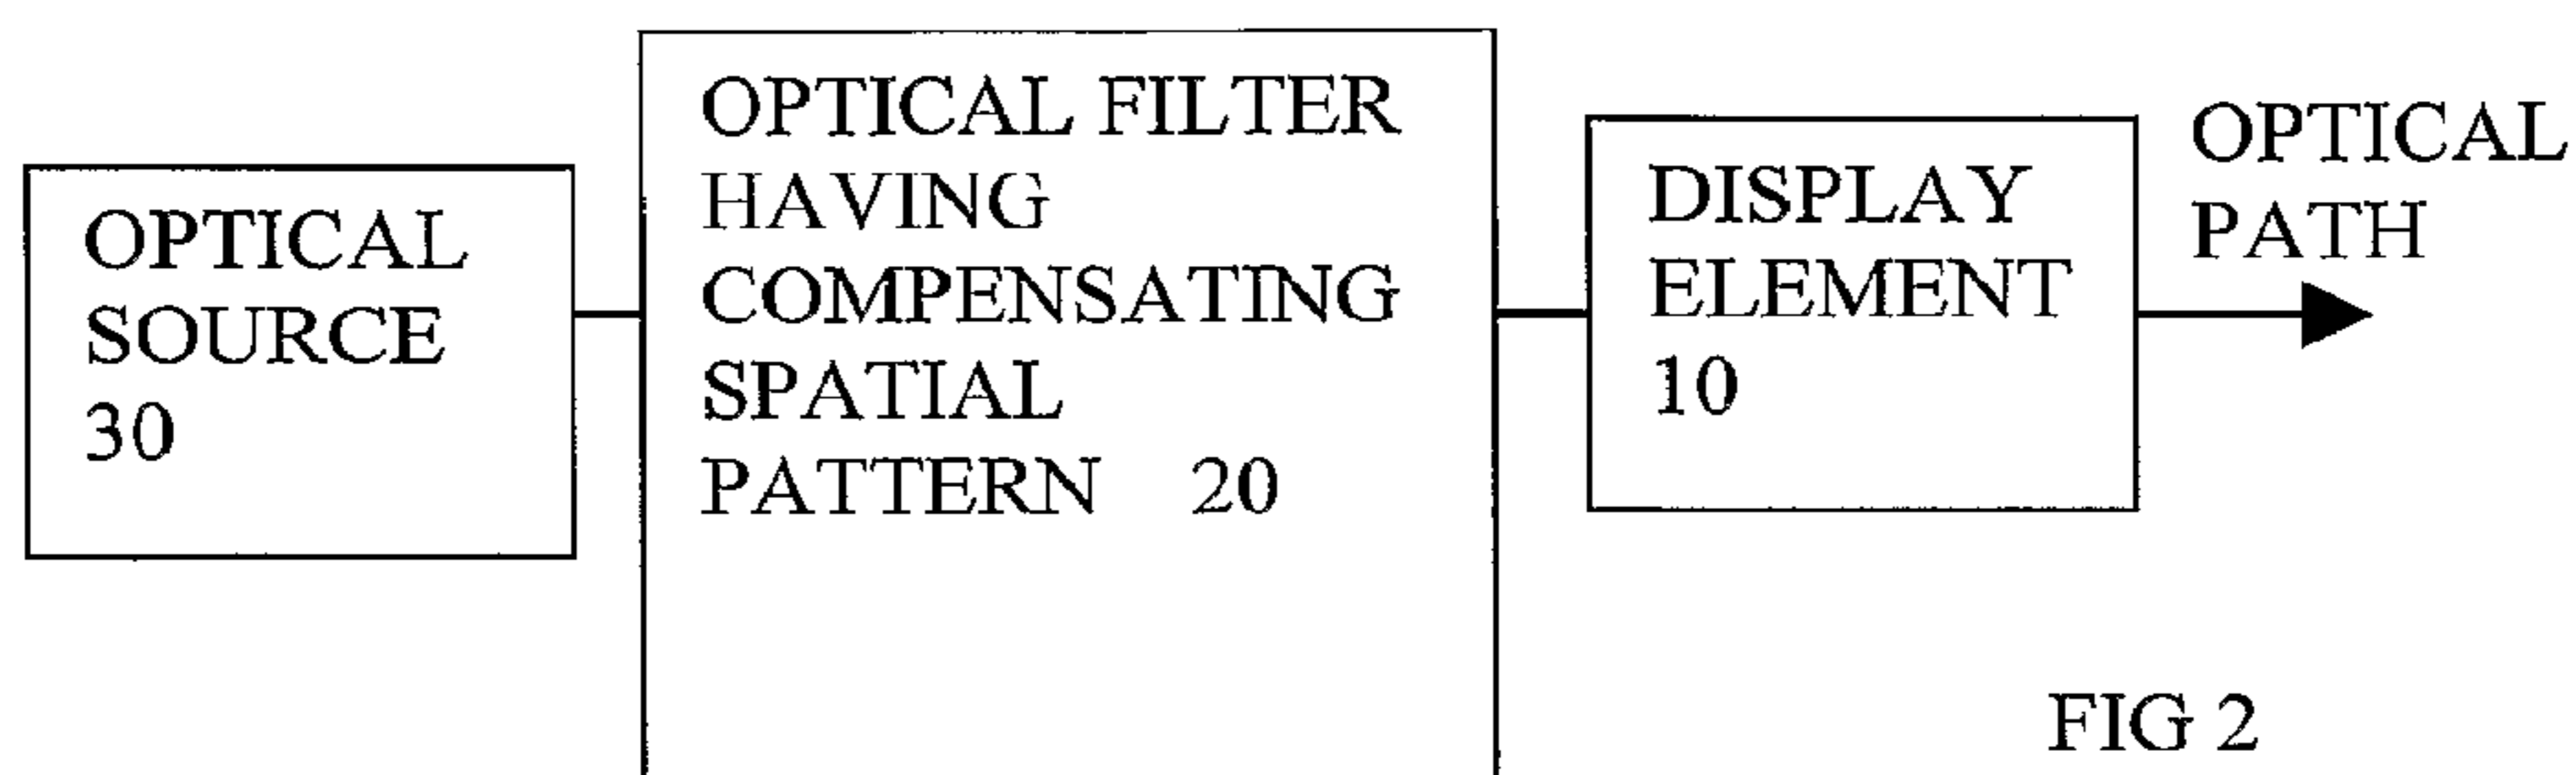 OPTICAL
SOURCE
30
OPTICAL FILTER
HAVING
COMPENSATING
SPATIAL
PATTERN 20
DISPLAY
ELEMENT
10
OPTICAL
PATH
FIG 2